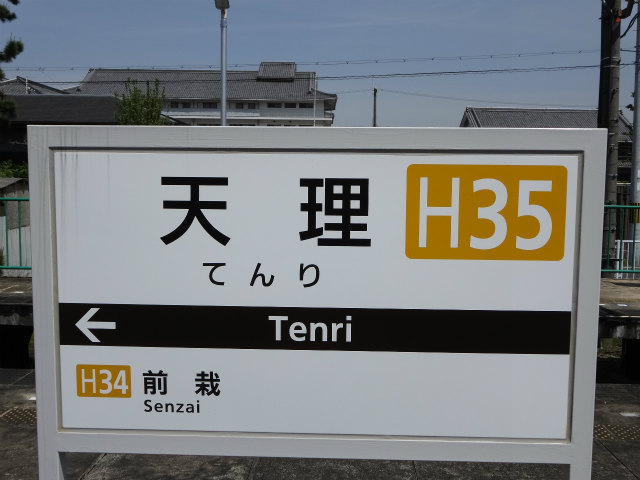 天理 H35
てんり
← Tenri
H34 前栽
Senzai